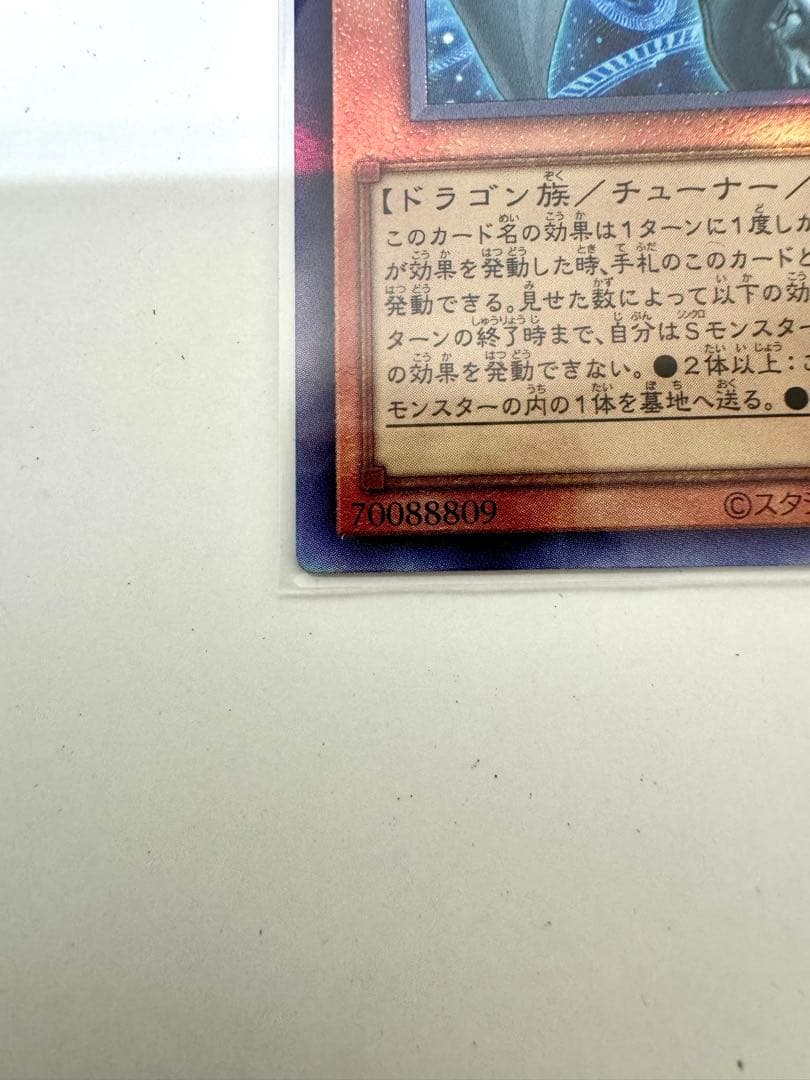 【ドラゴン族／チューナー／
このカード名の効果は1ターンに1度しか
が効果を発動した時、手札のこのカードと
発動できる。見せた数によって以下の効
ターンの終了時まで、自分はSモンスター
の効果を発動できない。●2体以上：こ
モンスターの内の1体を墓地へ送る。●
70088809
©スタジ